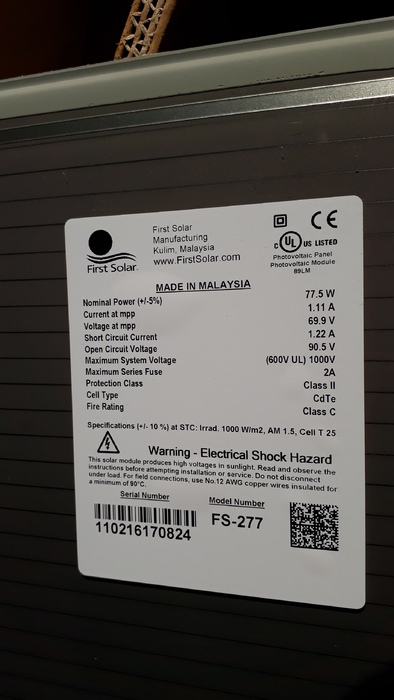 First Solar
Manufacturing
Kulim, Malaysia
www.FirstSolar.com
First Solar.
CE
C UL US LISTED
Photovoltaic Panel
Photovoltaic Module
89LM
MADE IN MALAYSIA
Nominal Power (+/-5%) 77.5 W
Current at mpp 1.11 A
Voltage at mpp 69.9 V
Short Circuit Current 1.22 A
Open Circuit Voltage 90.5 V
Maximum System Voltage (600V UL) 1000V
Maximum Series Fuse 2A
Protection Class Class II
Cell Type CdTe
Fire Rating Class C
Specifications (+/- 10 %) at STC: Irrad. 1000 W/m2, AM 1.5, Cell T 25
Warning - Electrical Shock Hazard
This solar module produces high voltages in sunlight. Read and observe the
instructions before attempting installation or service. Do not disconnect
under load. For field connections, use No.12 AWG copper wires insulated for
a minimum of 90°C.
Serial Number Model Number
110216170824 FS-277